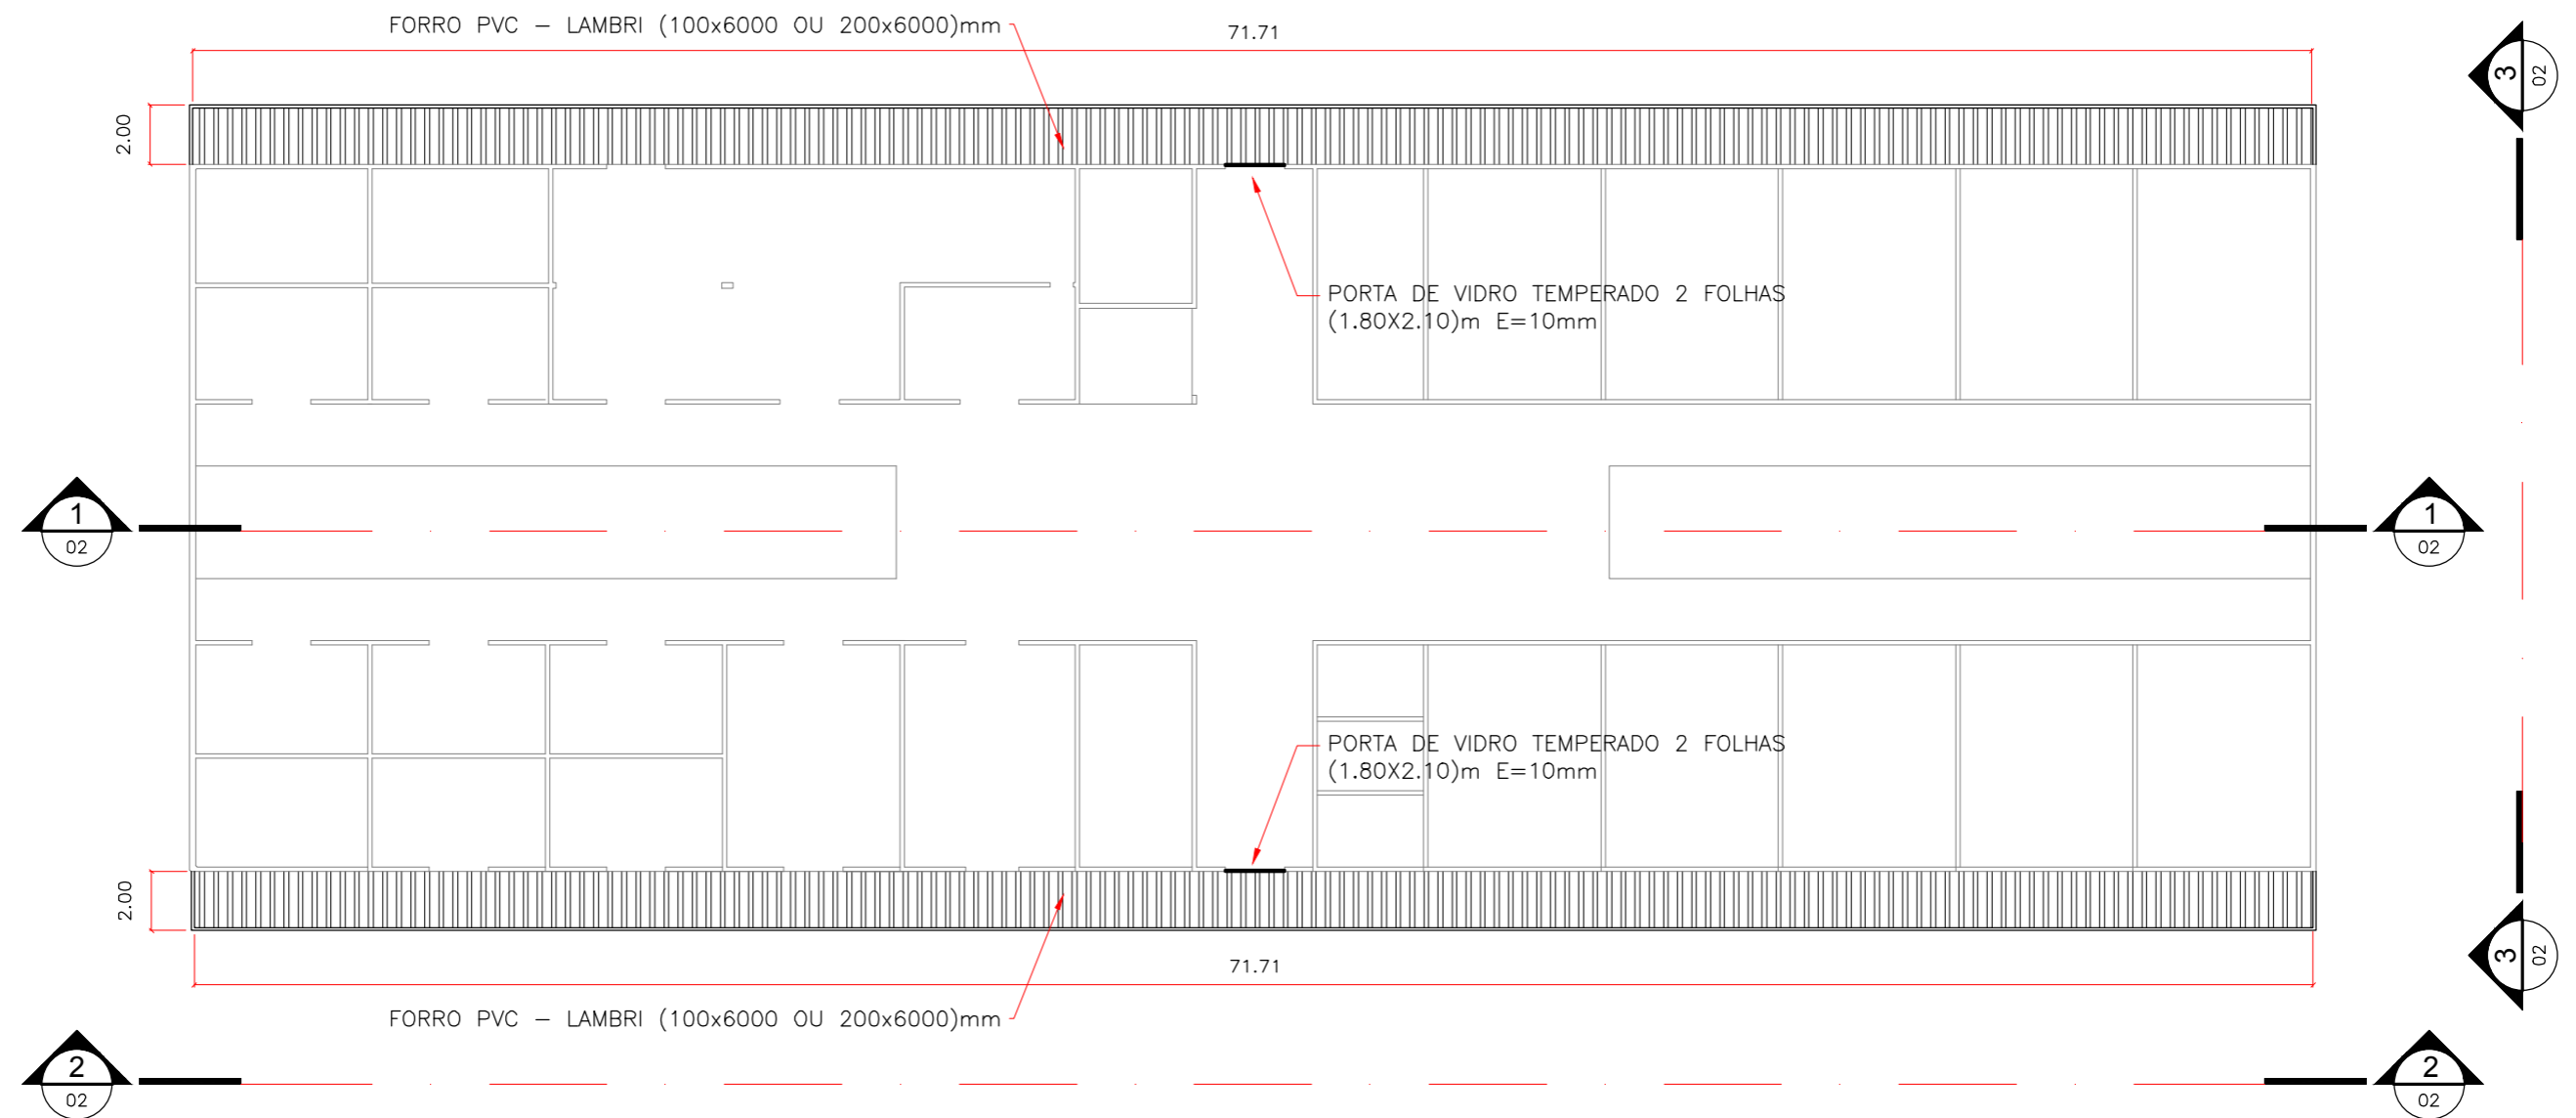 FORRO PVC – LAMBRI (100x6000 OU 200x6000)mm
71.71
3
02
2.00
PORTA DE VIDRO TEMPERADO 2 FOLHAS
(1.80X2.10)m E=10mm
1
02
1
02
PORTA DE VIDRO TEMPERADO 2 FOLHAS
(1.80X2.10)m E=10mm
2.00
71.71
3
02
FORRO PVC – LAMBRI (100x6000 OU 200x6000)mm
2
02
2
02